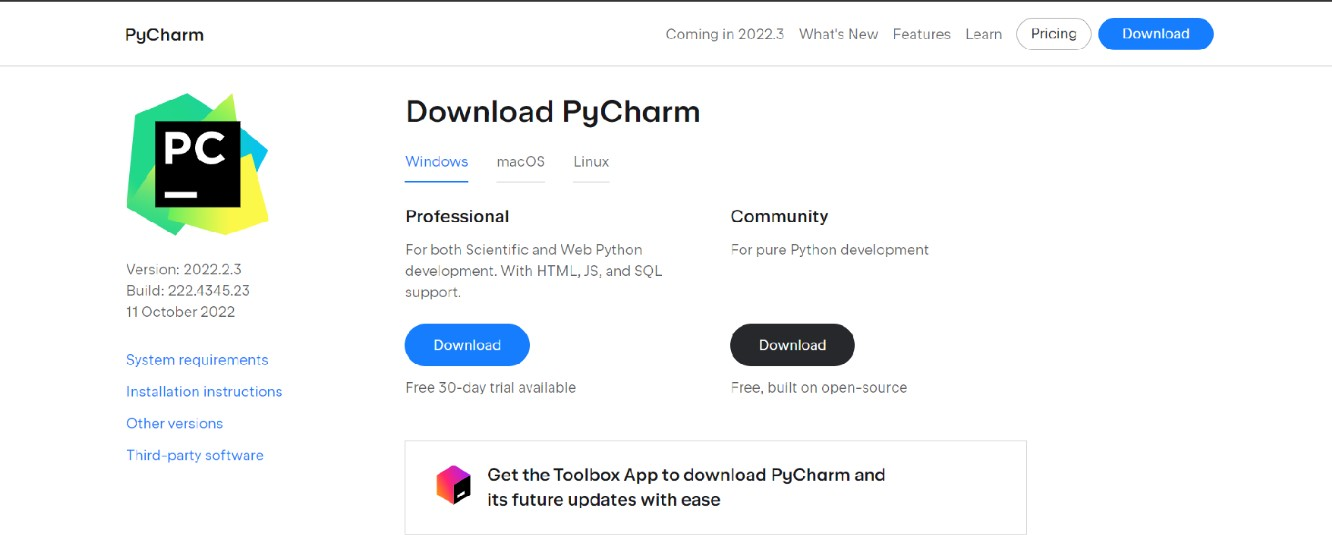 PyCharm
Coming in 2022.3 What's New Features Learn Pricing Download
PC
Version: 2022.2.3
Build: 222.4345.23
11 October 2022
System requirements
Installation instructions
Other versions
Third-party software
Download PyCharm
Windows macOS Linux
Professional
For both Scientific and Web Python
development. With HTML, JS, and SQL
support.
Download
Free 30-day trial available
Community
For pure Python development
Download
Free, built on open-source
Get the Toolbox App to download PyCharm and
its future updates with ease